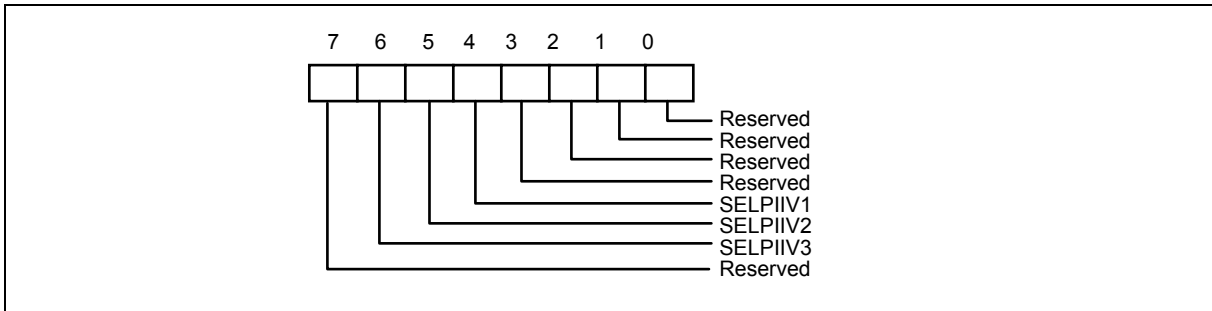 7 6 5 4 3 2 1 0
Reserved
Reserved
Reserved
Reserved
SELPIIV1
SELPIIV2
SELPIIV3
Reserved